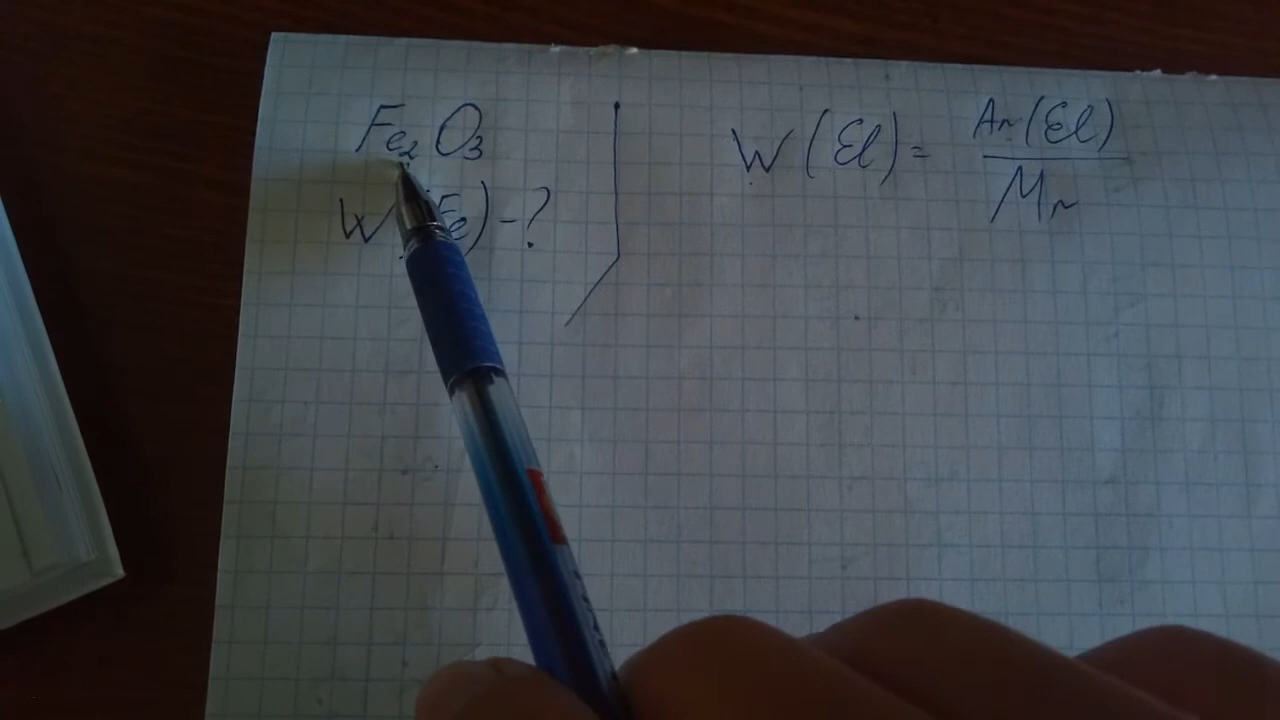 Fe₂O₃
W(Fe)-?
W(El)= Ar(El)
Mr